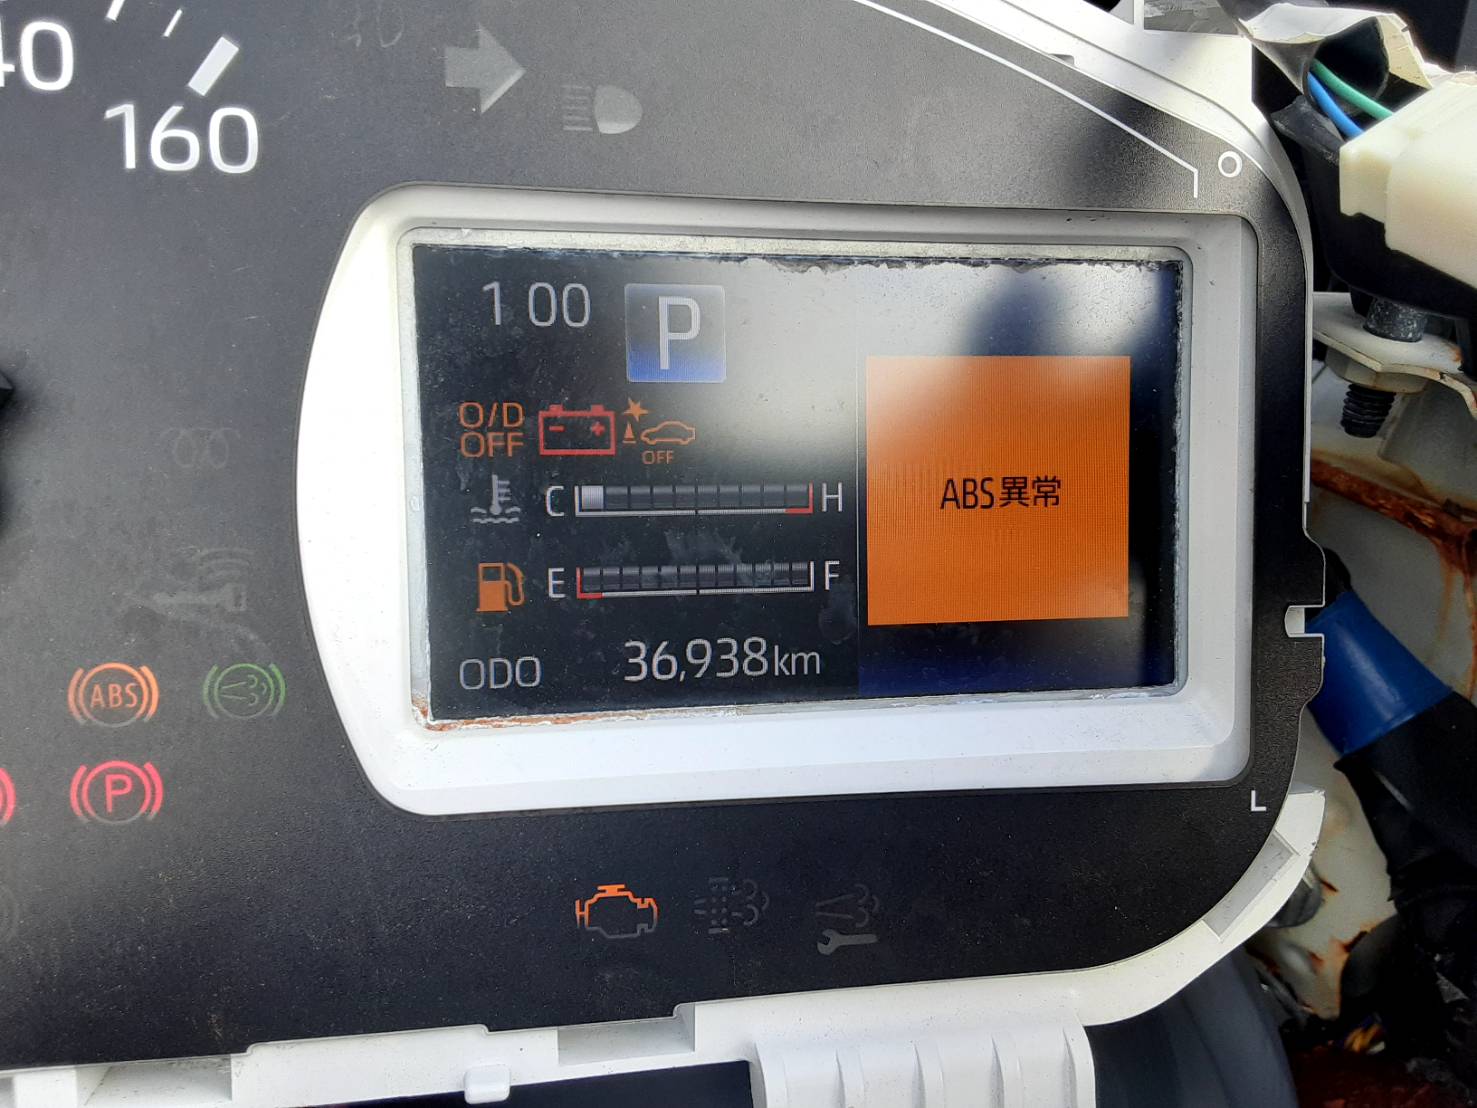 40
160
1 00
P
O/D
OFF
OFF
C
H
ABS異常
E
F
ODO
36,938km
ABS
P
O
L